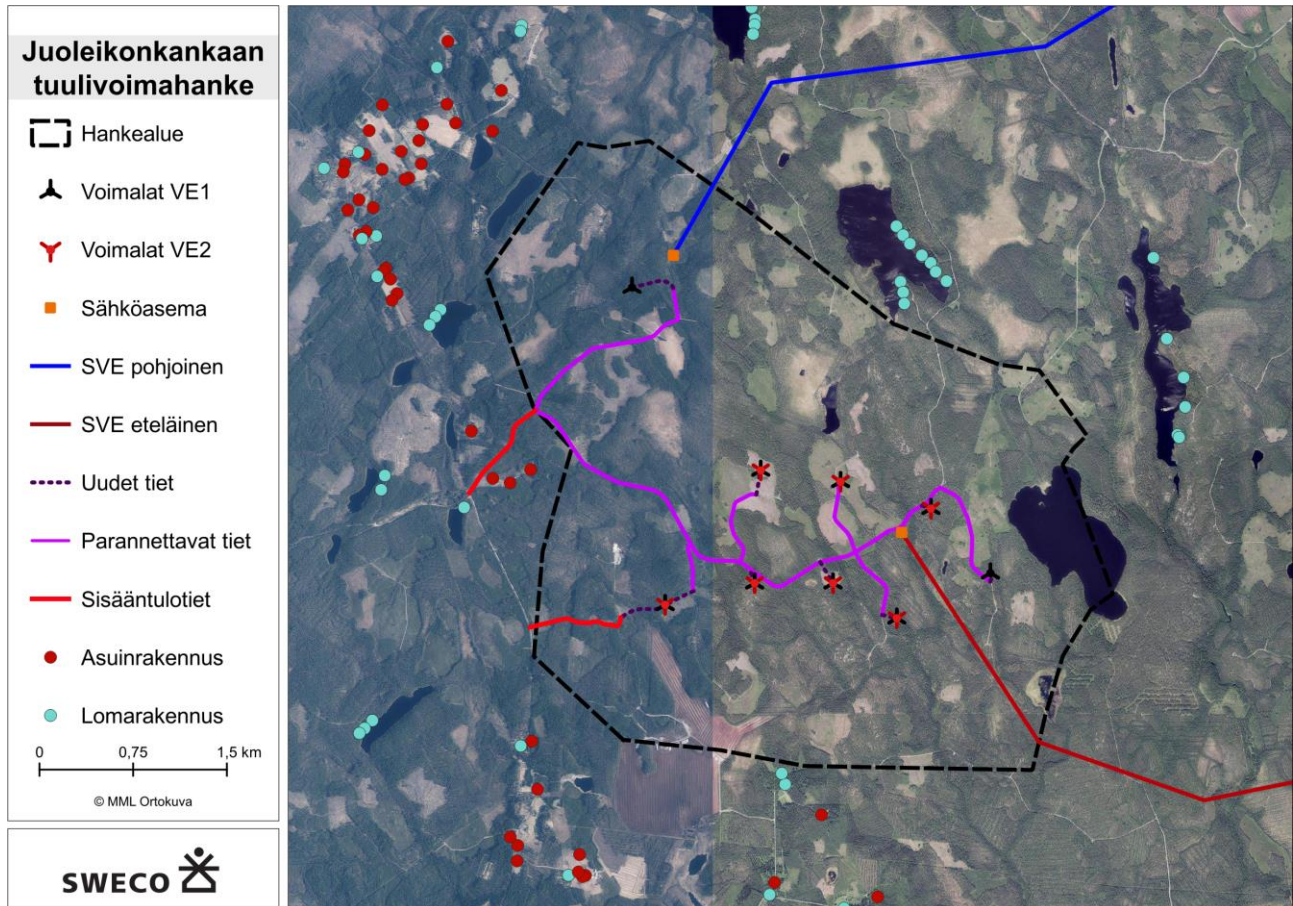 Juoleikonkankaan
tuulivoimahanke
Hankealue
Voimalat VE1
Voimalat VE2
Sähköasema
SVE pohjoinen
SVE eteläinen
Uudet tiet
Parannettavat tiet
Sisääntulotiet
Asuinrakennus
Lomarakennus
0 0,75 1,5 km
© MML Ortokuva
SWECO